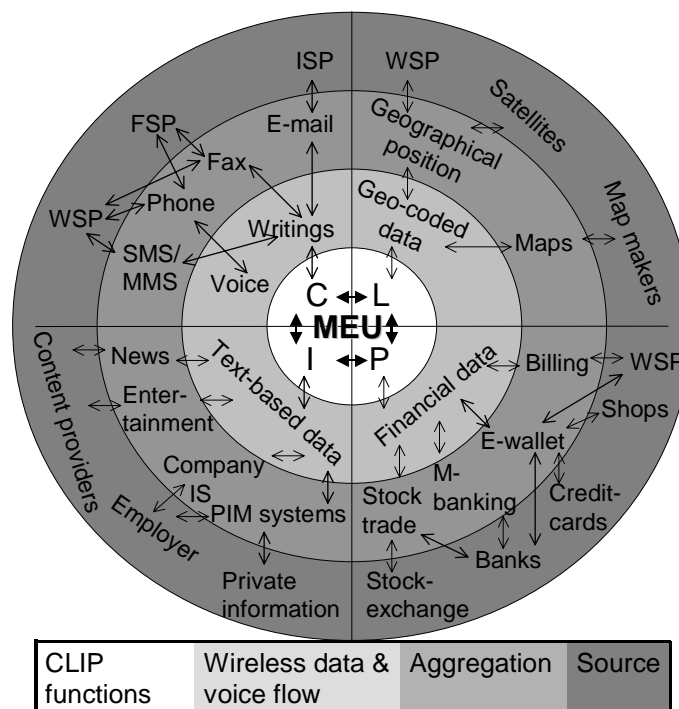 ISP
WSP
Satellites
Map makers
FSP
E-mail
Geographical
position
Fax
WSP
Phone
Writings
Geo-coded
data
Maps
SMS/
MMS
Voice
C
L
MEU
I
P
Content providers
News
Enter-
tainment
Text-based data
Financial data
Billing
WSP
Shops
E-wallet
Company
IS
PIM systems
Employer
Private
information
Stock
trade
M-
banking
Credit-
cards
Banks
Stock-
exchange
CLIP
functions
Wireless data &
voice flow
Aggregation
Source